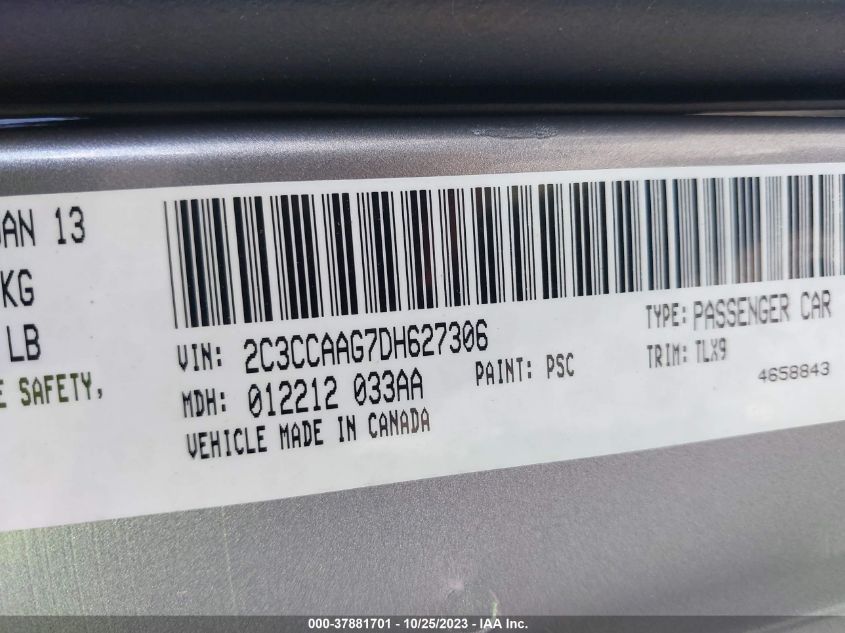 JAN 13
KG
LB
E SAFETY,
VIN: 2C3CCAAG7DH627306
TYPE: PASSENGER CAR
MDH: 012212 033AA
PAINT: PSC
TRIM: TLX9
VEHICLE MADE IN CANADA
4658843
000-37881701 - 10/25/2023 - IAA Inc.